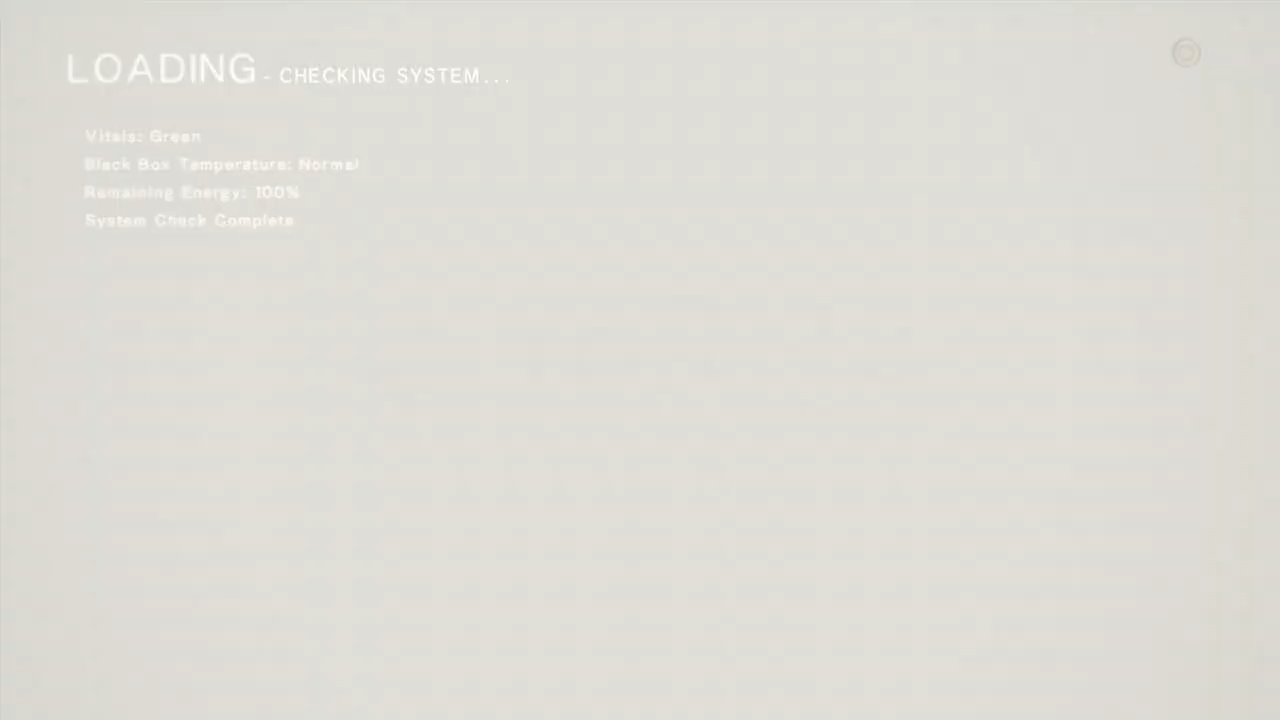 LOADING - CHECKING SYSTEM...
Vitals: Green
Black Box Temperature: Normal
Remaining Energy: 100%
System Check Complete